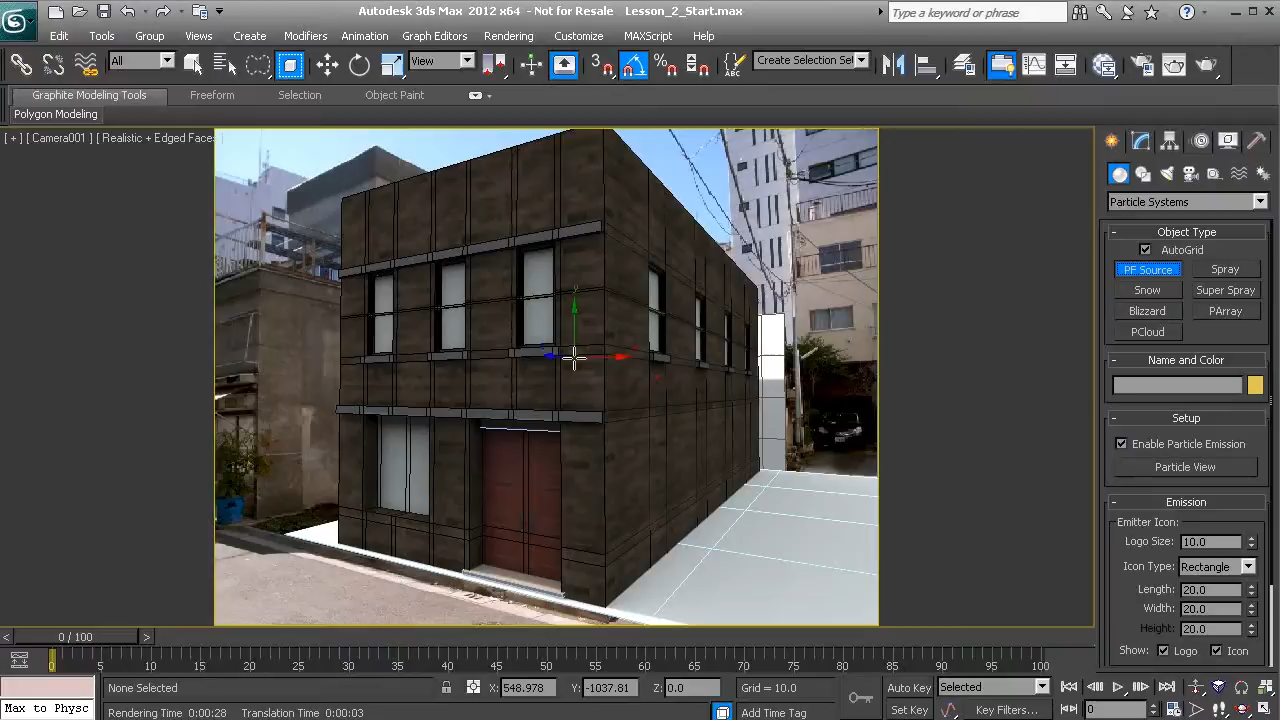 Autodesk 3ds Max 2012 x64 - Not for Resale Lesson_2_Start.max
Type a keyword or phrase
Edit Tools Group Views Create Modifiers Animation Graph Editors Rendering Customize MAXScript Help
All
View
3
ABC
Create Selection Sel
Graphite Modeling Tools Freeform Selection Object Paint
Polygon Modeling
[ + ] [ Camera001 ] [ Realistic + Edged Faces
Particle Systems
- Object Type
AutoGrid
PF Source Spray
Snow Super Spray
Blizzard PArray
PCloud
- Name and Color
- Setup
Enable Particle Emission
Particle View
- Emission
Emitter Icon:
Logo Size: 10.0
Icon Type: Rectangle
Length: 20.0
Width: 20.0
Height: 20.0
Show: Logo Icon
< 0 / 100 >
0 5 10 15 20 25 30 35 40 45 50 55 60 65 70 75 80 85 90 95 100
None Selected X: 548.978 Y: -1037.81 Z: 0.0 Grid = 10.0 Auto Key Selected
Max to Physc Rendering Time 0:00:28 Translation Time 0:00:03 Add Time Tag Set Key Key Filters... 0